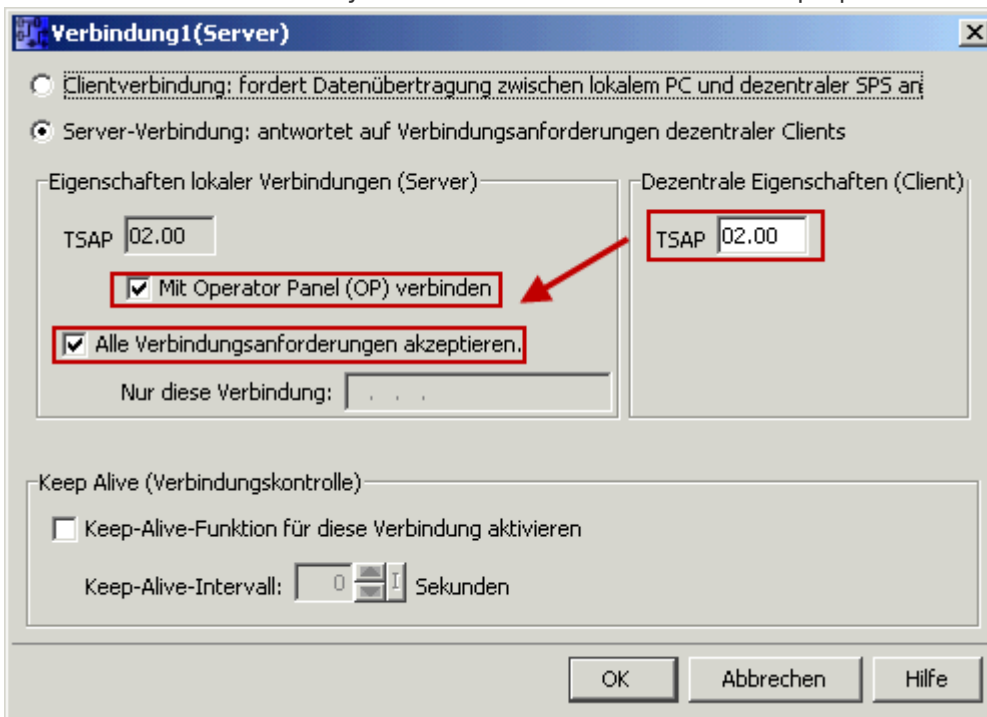 Verbindung1(Server)
Clientverbindung: fordert Datenübertragung zwischen lokalem PC und dezentraler SPS an
Server-Verbindung: antwortet auf Verbindungsanforderungen dezentraler Clients
Eigenschaften lokaler Verbindungen (Server)
TSAP 02.00
Mit Operator Panel (OP) verbinden
Alle Verbindungsanforderungen akzeptieren.
Nur diese Verbindung: . . .
Dezentrale Eigenschaften (Client)
TSAP 02.00
Keep Alive (Verbindungskontrolle)
Keep-Alive-Funktion für diese Verbindung aktivieren
Keep-Alive-Intervall: 0 Sekunden
OK Abbrechen Hilfe